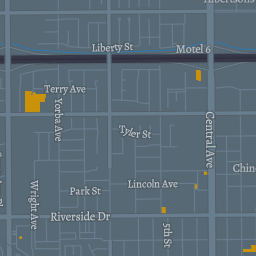 Liberty St
Motel 6
Terry Ave
Yorba Ave
Tyler St
Central Ave
Park St
Lincoln Ave
Wright Ave
Riverside Dr
5th St